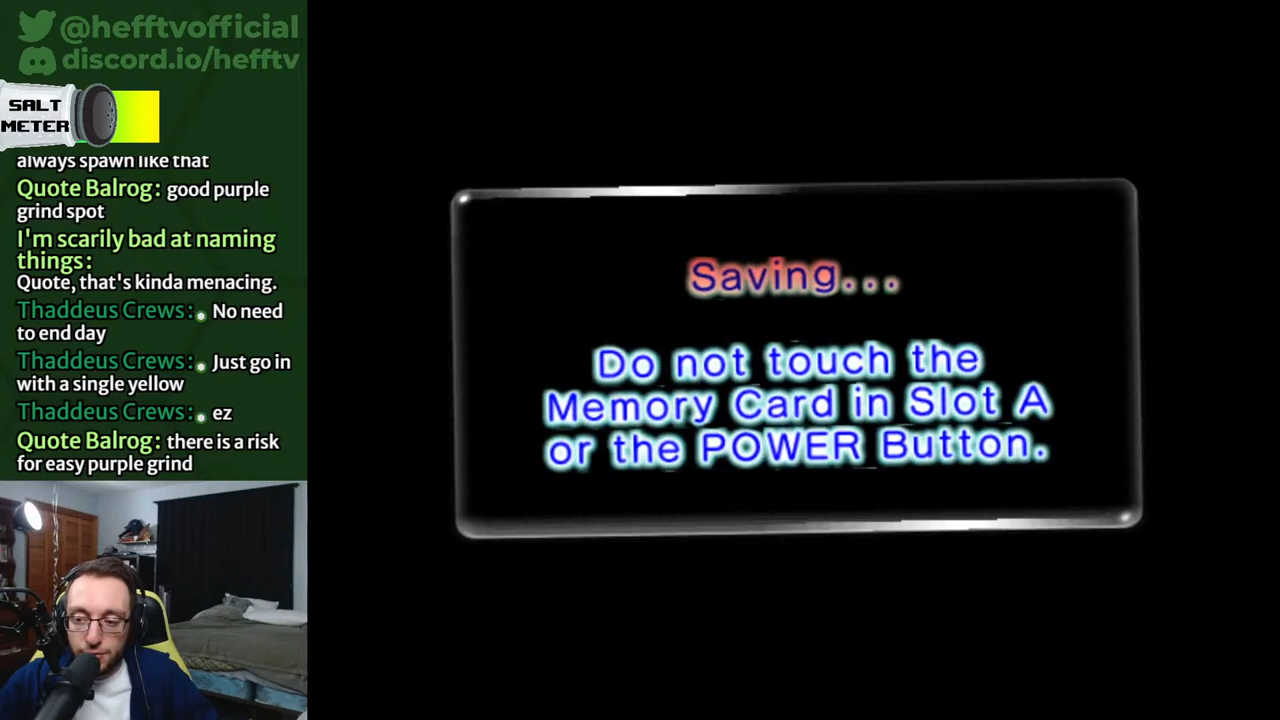 @hefftvofficial
discord.io/hefftv
SALT
METER
always spawn like that
Quote Balrog: good purple
grind spot
I'm scarily bad at naming
things:
Quote, that's kinda menacing.
Thaddeus Crews: No need
to end day
Thaddeus Crews: Just go in
with a single yellow
Thaddeus Crews: ez
Quote Balrog: there is a risk
for easy purple grind
Saving...
Do not touch the
Memory Card in Slot A
or the POWER Button.